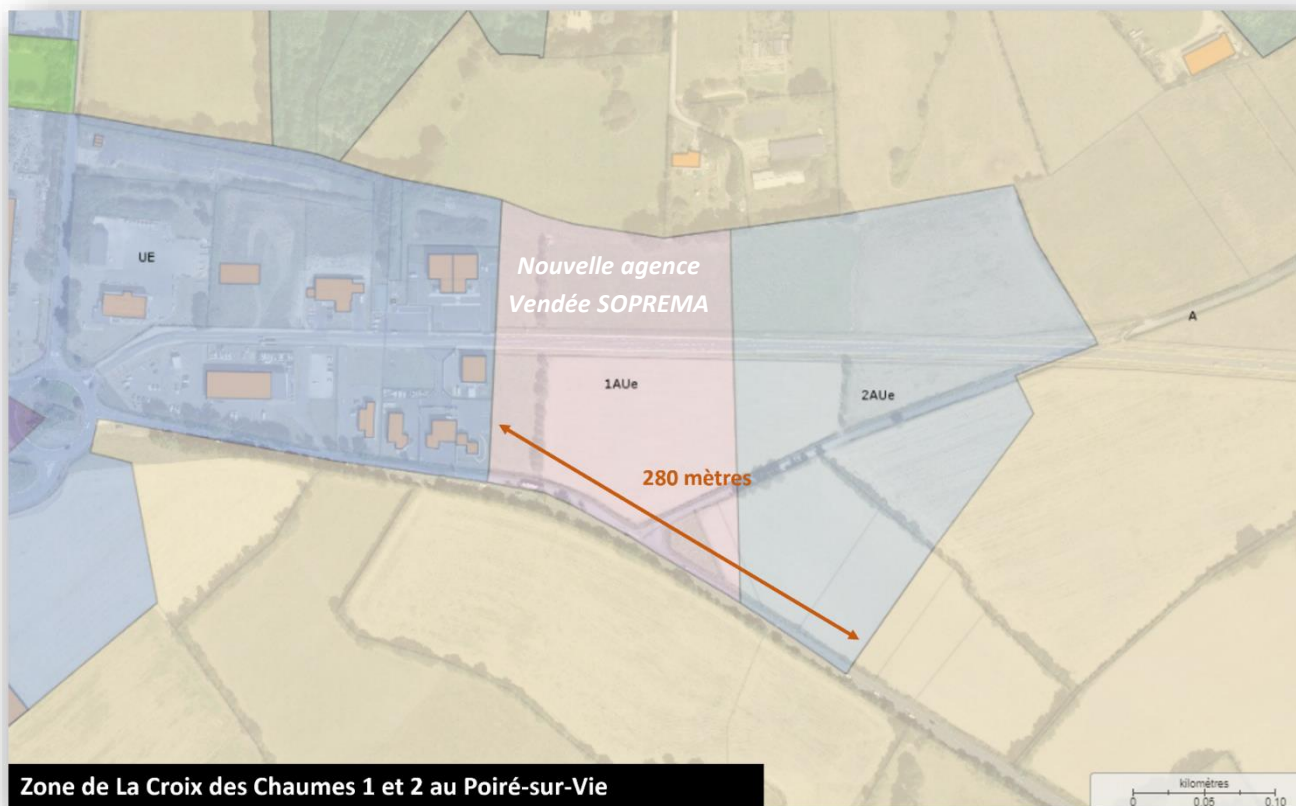 UE
Nouvelle agence
Vendée SOPREMA
A
1AUe
2AUe
280 mètres
Zone de La Croix des Chaumes 1 et 2 au Poiré-sur-Vie
kilomètres
0 0.05 0.10